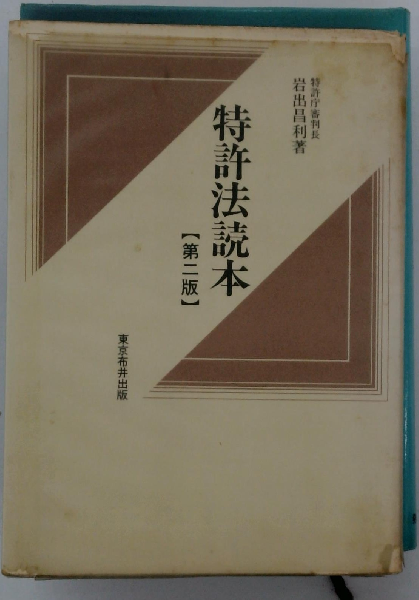 特許庁審判長
岩出昌利著
特許法読本
【第二版】
東京布井出版